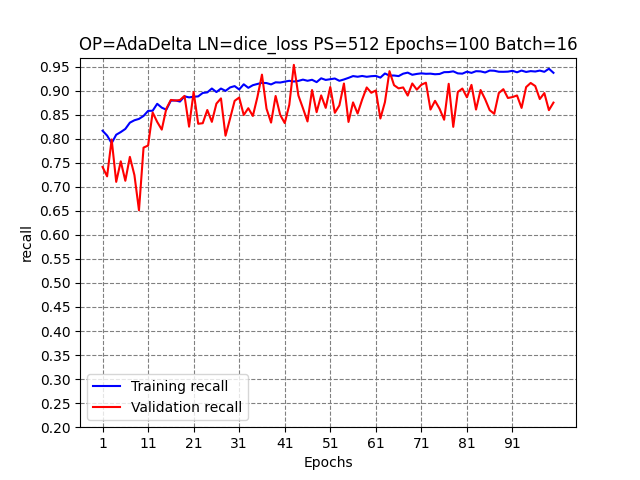 OP=AdaDelta LN=dice_loss PS=512 Epochs=100 Batch=16
0.95
0.90
0.85
0.80
0.75
0.70
0.65
0.60
0.55
0.50
0.45
0.40
0.35
0.30
0.25
0.20
recall
Training recall
Validation recall
1 11 21 31 41 51 61 71 81 91
Epochs